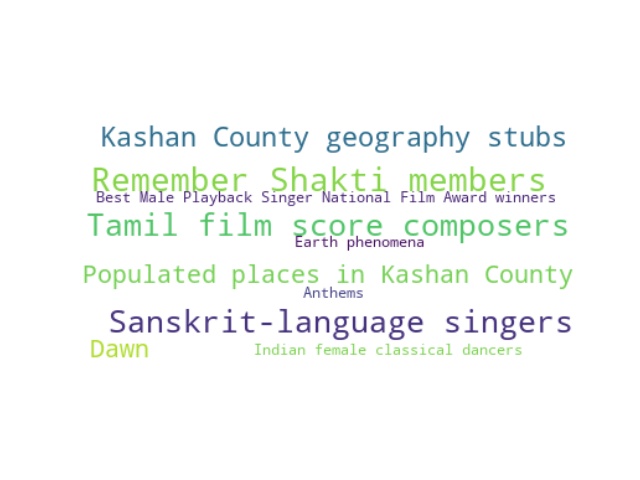 Kashan County geography stubs
Remember Shakti members
Best Male Playback Singer National Film Award winners
Tamil film score composers
Earth phenomena
Populated places in Kashan County
Anthems
Sanskrit-language singers
Dawn
Indian female classical dancers